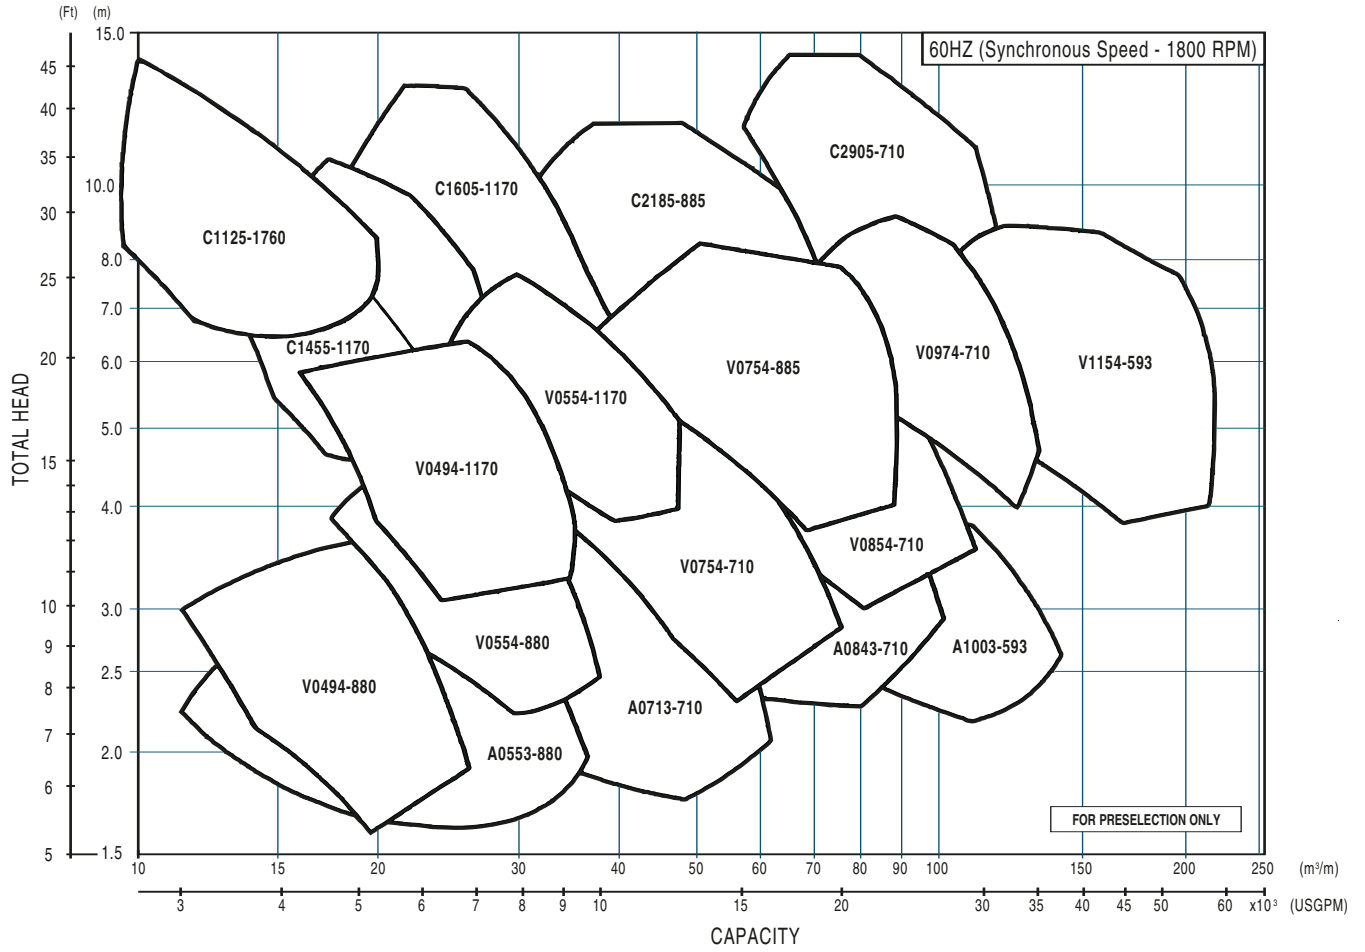 (Ft) (m)
15.0
60HZ (Synchronous Speed - 1800 RPM)
45
40
C2905-710
35
10.0
C1605-1170
C2185-885
30
C1125-1760
8.0
25
7.0
C1455-1170
20
6.0
V0974-710
V1154-593
V0754-885
V0554-1170
TOTAL HEAD
5.0
15
V0494-1170
4.0
V0854-710
V0754-710
10
3.0
V0554-880
9
A0843-710
A1003-593
2.5
8
V0494-880
A0713-710
7
2.0
A0553-880
6
FOR PRESELECTION ONLY
5
1.5
10 15 20 30 40 50 60 70 80 90 100 150 200 250 (m³/m)
3 4 5 6 7 8 9 10 15 20 30 35 40 45 50 60 x10³ (USGPM)
CAPACITY